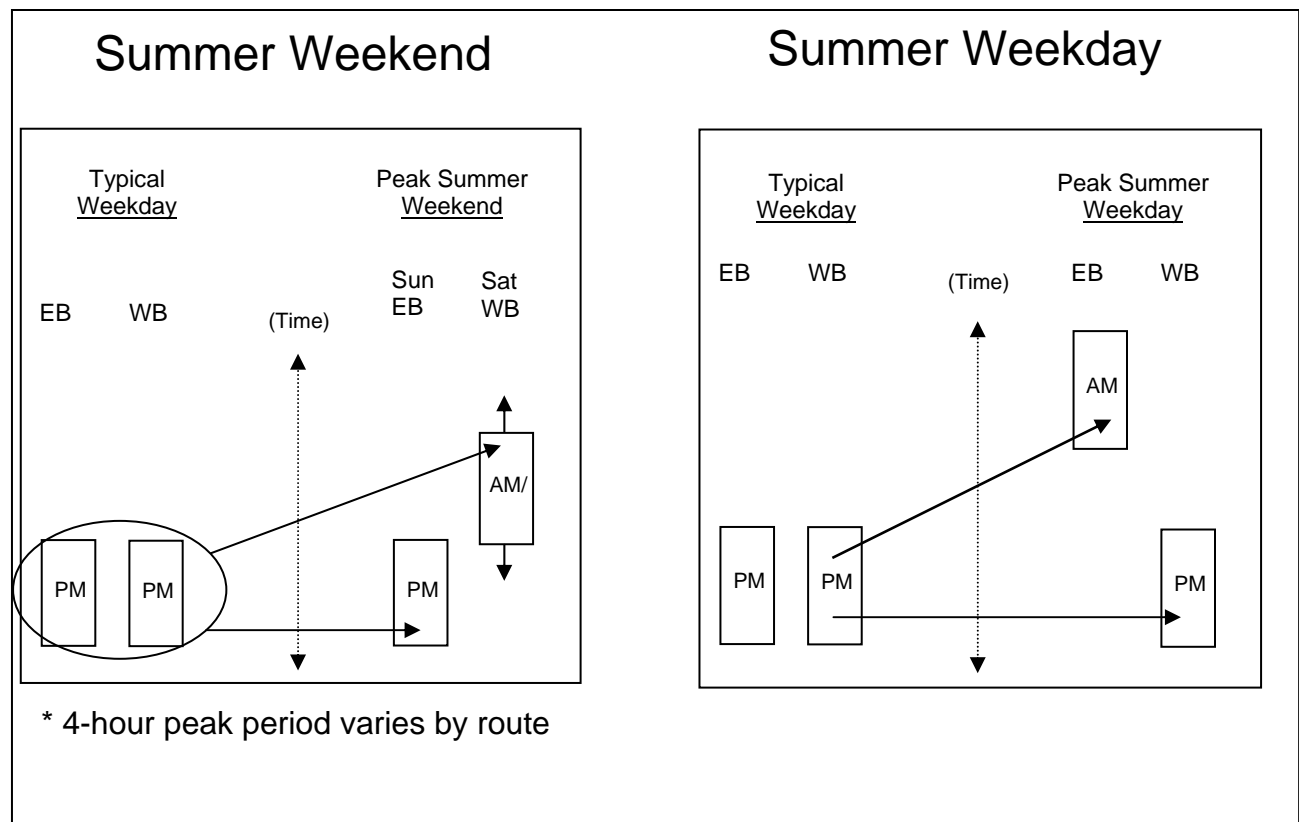 Summer Weekend
Typical
Weekday
Peak Summer
Weekend
EB
WB
(Time)
Sun
EB
Sat
WB
AM/
PM
PM
PM
* 4-hour peak period varies by route
Summer Weekday
Typical
Weekday
Peak Summer
Weekday
EB
WB
(Time)
EB
WB
AM
PM
PM
PM